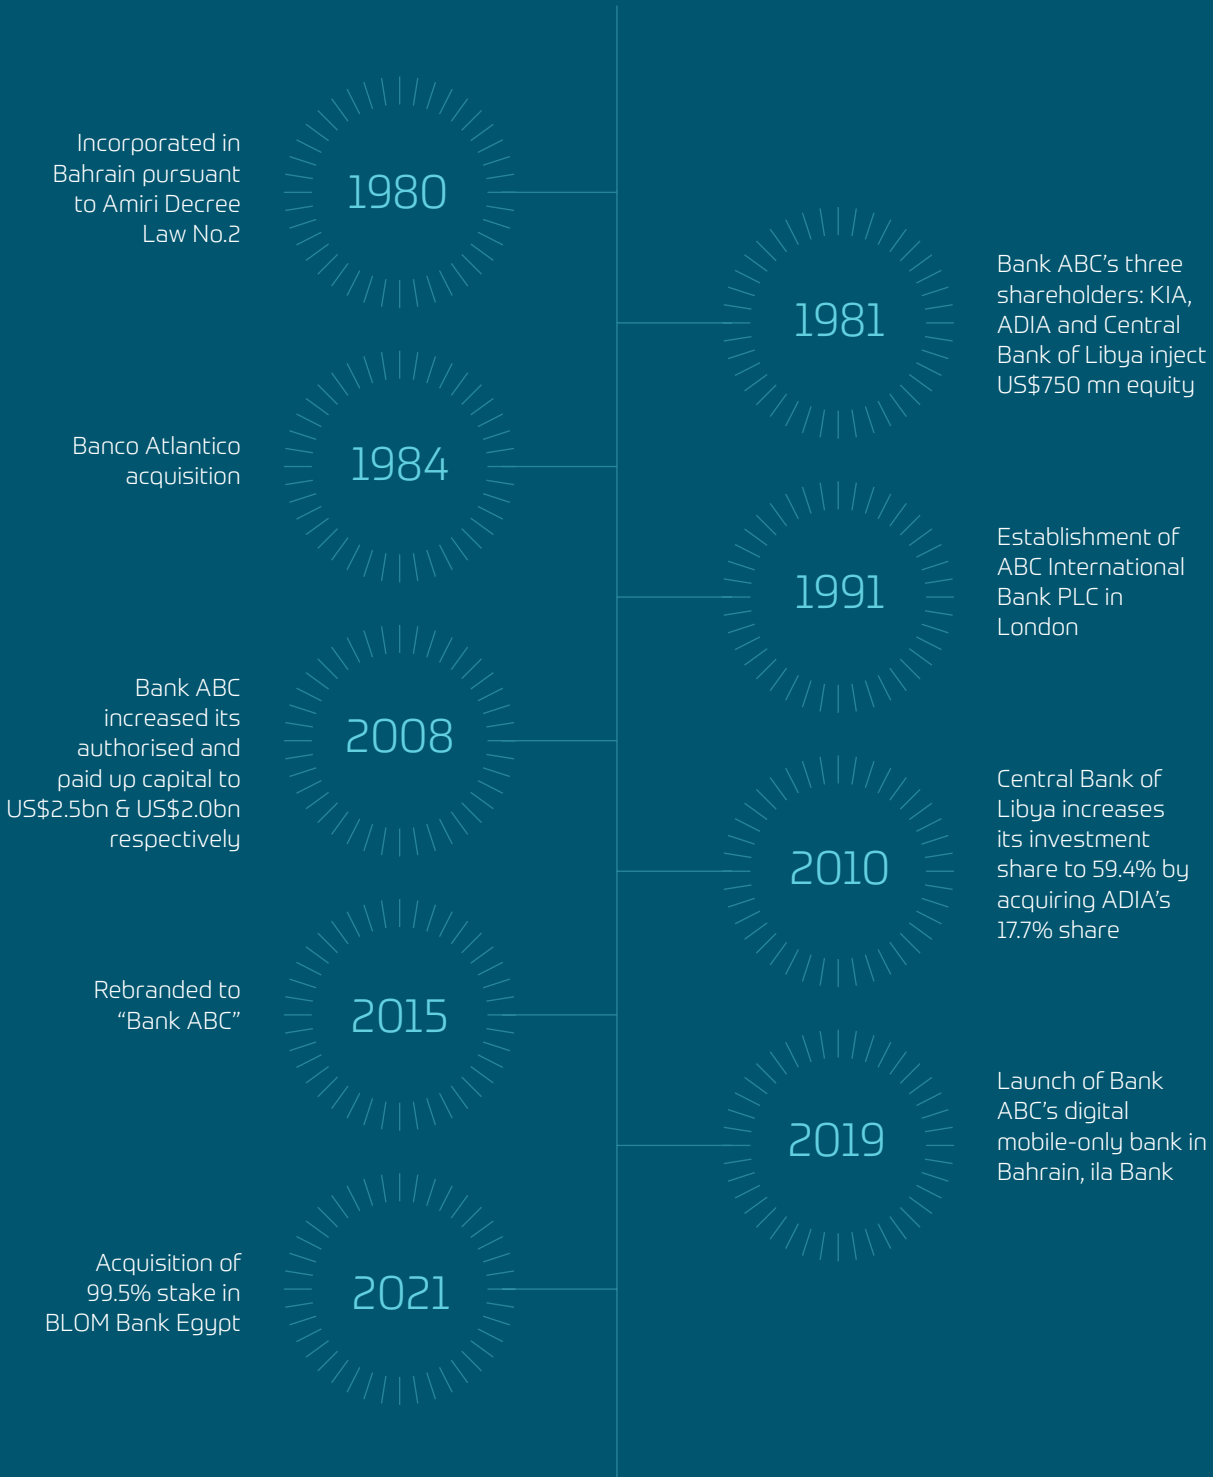 1980
Incorporated in
Bahrain pursuant
to Amiri Decree
Law No.2
1981
Bank ABC’s three
shareholders: KIA,
ADIA and Central
Bank of Libya inject
US$750 mn equity
1984
Banco Atlantico
acquisition
1991
Establishment of
ABC International
Bank PLC in
London
2008
Bank ABC
increased its
authorised and
paid up capital to
US$2.5bn & US$2.0bn
respectively
2010
Central Bank of
Libya increases
its investment
share to 59.4% by
acquiring ADIA’s
17.7% share
2015
Rebranded to
“Bank ABC”
2019
Launch of Bank
ABC’s digital
mobile-only bank in
Bahrain, ila Bank
2021
Acquisition of
99.5% stake in
BLOM Bank Egypt